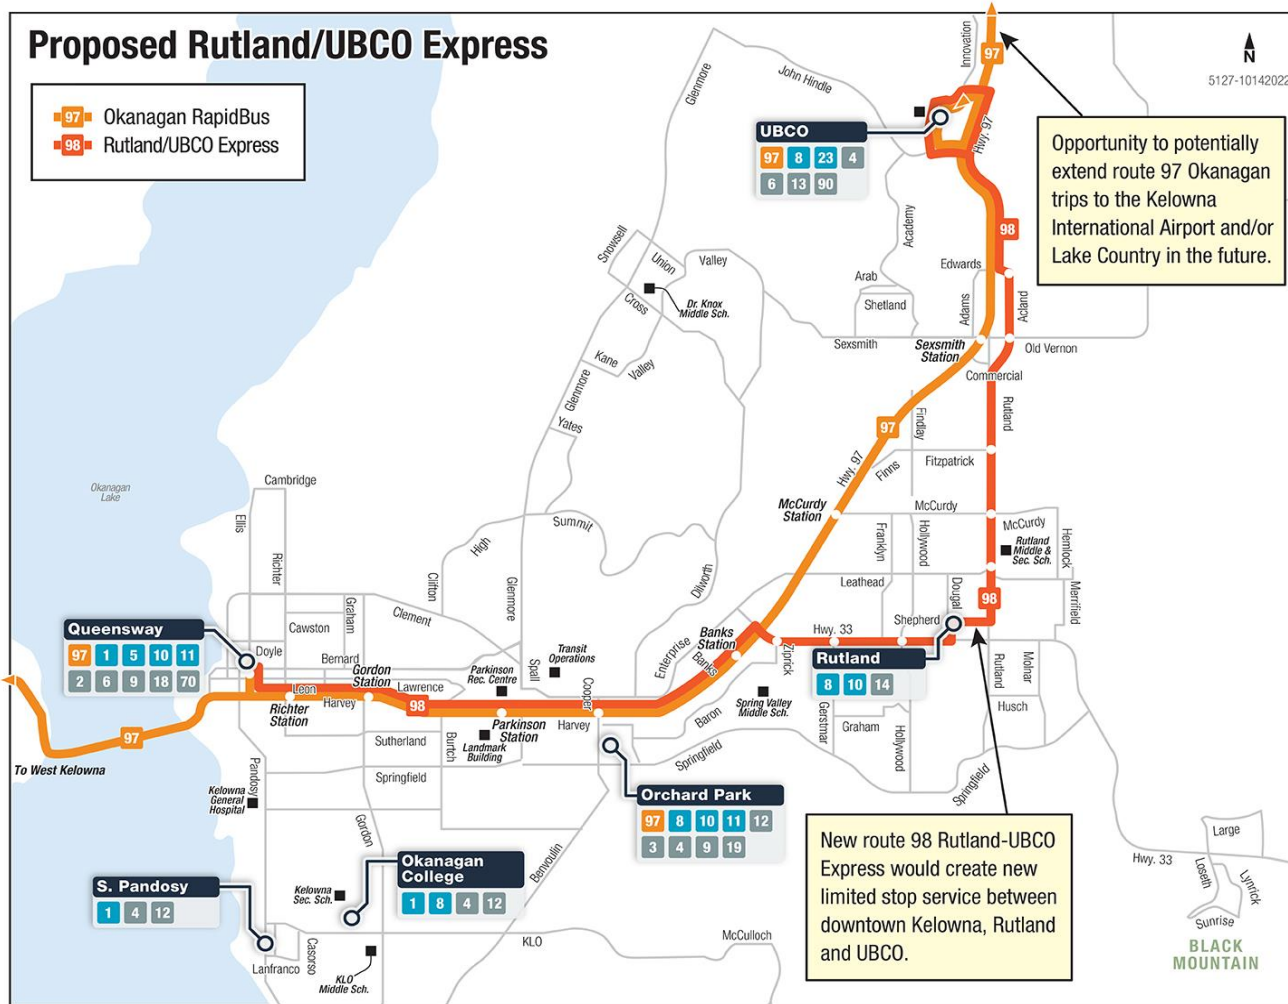 Proposed Rutland/UBCO Express
97 Okanagan RapidBus
98 Rutland/UBCO Express
N
5127-10142022
Innovation
97
Glenmore
John Hindle
Hwy. 97
UBCO
97 8 23 4
6 13 90
Opportunity to potentially
extend route 97 Okanagan
trips to the Kelowna
International Airport and/or
Lake Country in the future.
Academy
98
Snowsell
Union
Valley
Edwards
Arab
Shetland
Adams
Acland
Cross
Dr. Knox
Middle Sch.
Sexsmith
Sexsmith
Station
Old Vernon
Kane
Valley
Glenmore
Commercial
Yates
Findlay
Rutland
97
Hwy. 97
Finns
Fitzpatrick
Okanagan
Lake
Cambridge
Ellis
McCurdy
Station
McCurdy
McCurdy
Summit
High
Richter
Franklyn
Hollywood
Rutland
Middle &
Sec. Sch.
Hemlock
Clifton
Glenmore
Dilworth
Leathead
Dougal
98
Merrifield
Graham
Clement
Cawston
Shepherd
Queensway
97 1 5 10 11
2 6 9 18 70
Doyle
Bernard
Gordon
Station
Lawrence
Leon
Harvey
Richter
Station
98
Parkinson
Rec. Centre
Spall
Transit
Operations
Cooper
Enterprise
Banks
Station
Banks
Hwy. 33
Ziprick
Rutland
8 10 14
Rutland
Molnar
Husch
Parkinson
Station
Harvey
Baron
Spring Valley
Middle Sch.
Gerstmar
Graham
Hollywood
97
To West Kelowna
Sutherland
Burtch
Landmark
Building
Springfield
Springfield
Springfield
Pandosy
Kelowna
General
Hospital
Gordon
Orchard Park
97 8 10 11 12
3 4 9 19
New route 98 Rutland-UBCO
Express would create new
limited stop service between
downtown Kelowna, Rutland
and UBCO.
Benvoulin
Okanagan
College
1 8 4 12
S. Pandosy
1 4 12
Kelowna
Sec. Sch.
Hwy. 33
Large
Loseth
Lynrick
Sunrise
BLACK
MOUNTAIN
KLO
McCulloch
Casorso
Lanfranco
KLO
Middle Sch.